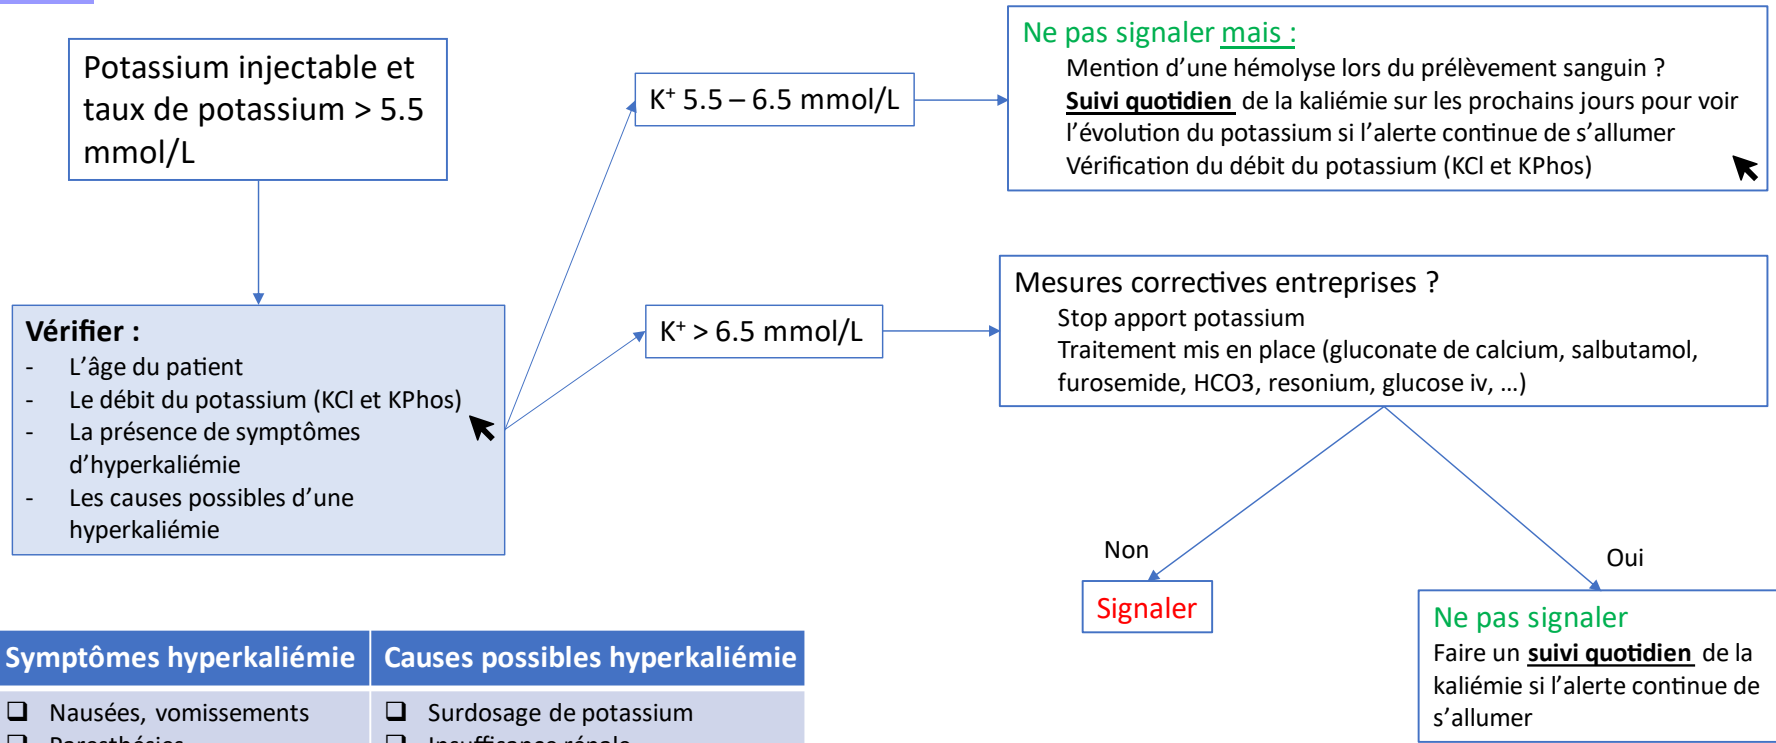 Potassium injectable et
taux de potassium > 5.5
mmol/L
Vérifier :
- L'âge du patient
- Le débit du potassium (KCl et KPhos)
- La présence de symptômes
d'hyperkaliémie
- Les causes possibles d'une
hyperkaliémie
K⁺ 5.5 – 6.5 mmol/L
Ne pas signaler mais :
Mention d'une hémolyse lors du prélèvement sanguin ?
Suivi quotidien de la kaliémie sur les prochains jours pour voir
l'évolution du potassium si l'alerte continue de s'allumer
Vérification du débit du potassium (KCl et KPhos)
K⁺ > 6.5 mmol/L
Mesures correctives entreprises ?
Stop apport potassium
Traitement mis en place (gluconate de calcium, salbutamol,
furosemide, HCO3, resonium, glucose iv, …)
Non
Oui
Signaler
Ne pas signaler
Faire un suivi quotidien de la
kaliémie si l'alerte continue de
s'allumer
Symptômes hyperkaliémie
Causes possibles hyperkaliémie
❑ Nausées, vomissements
❑ Surdosage de potassium
❑ Paresthésies
❑ Insuffisance rénale